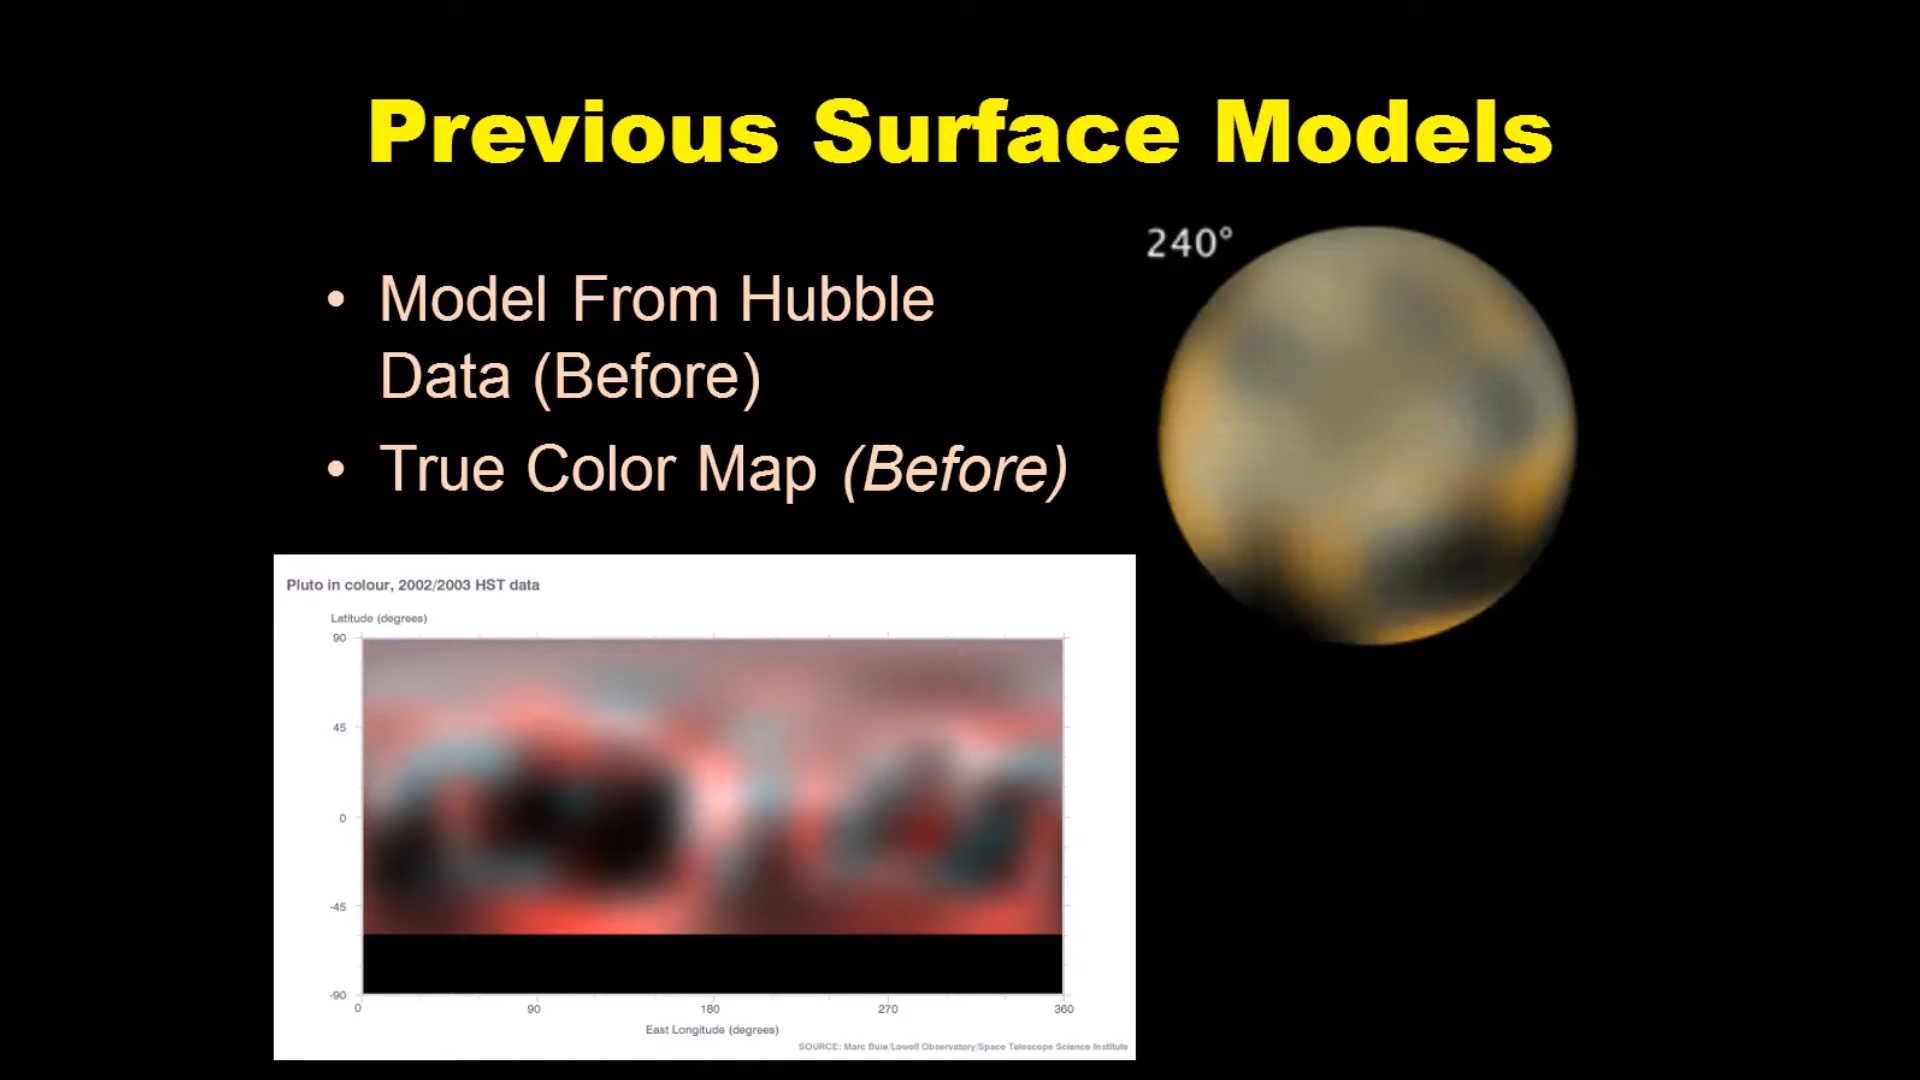 Previous Surface Models
• Model From Hubble
Data (Before)
• True Color Map (Before)
240°
Pluto in colour, 2002/2003 HST data
Latitude (degrees)
90
45
0
-45
-90
0 90 180 270 360
East Longitude (degrees)
SOURCE: Marc Buie/Lowell Observatory/Space Telescope Science Institute